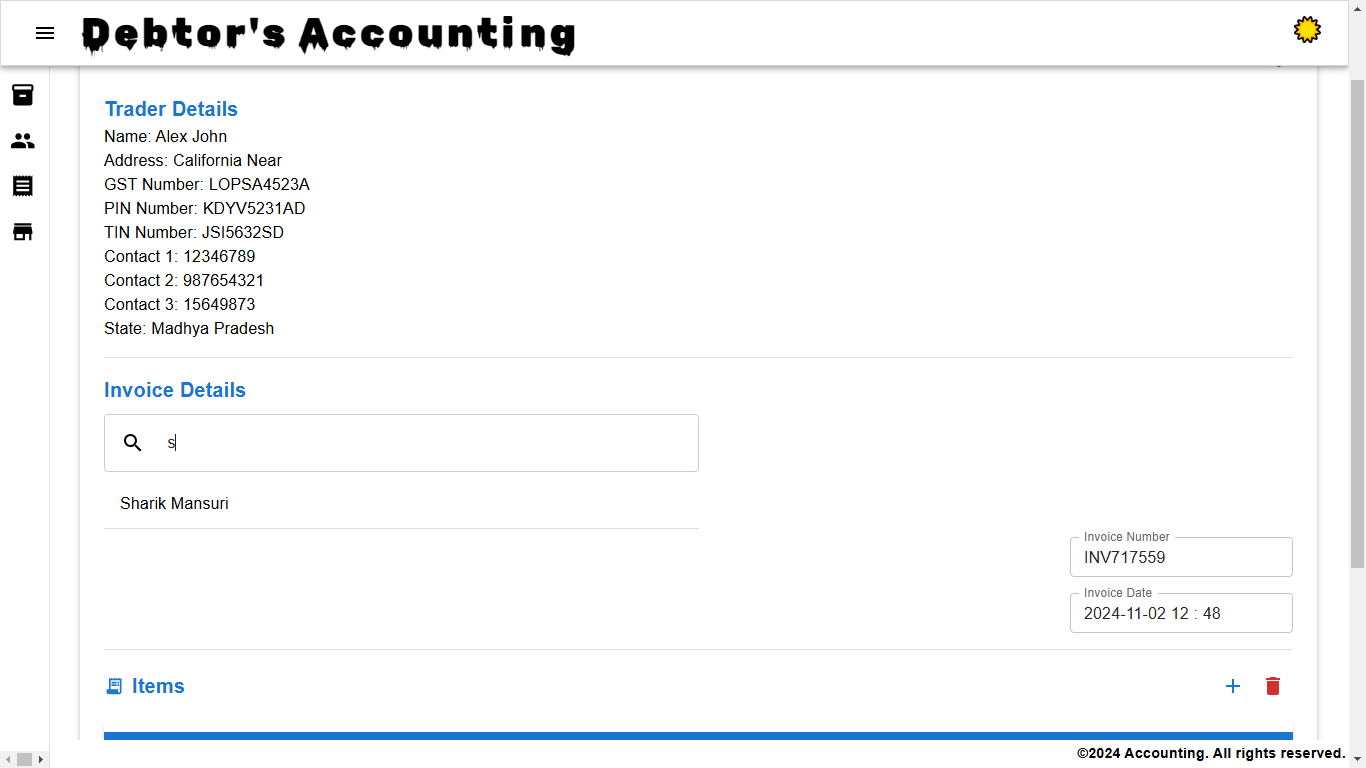 Debtor's Accounting
Trader Details
Name: Alex John
Address: California Near
GST Number: LOPSA4523A
PIN Number: KDYV5231AD
TIN Number: JSI5632SD
Contact 1: 12346789
Contact 2: 987654321
Contact 3: 15649873
State: Madhya Pradesh
Invoice Details
s
Sharik Mansuri
Invoice Number
INV717559
Invoice Date
2024-11-02 12 : 48
Items
©2024 Accounting. All rights reserved.